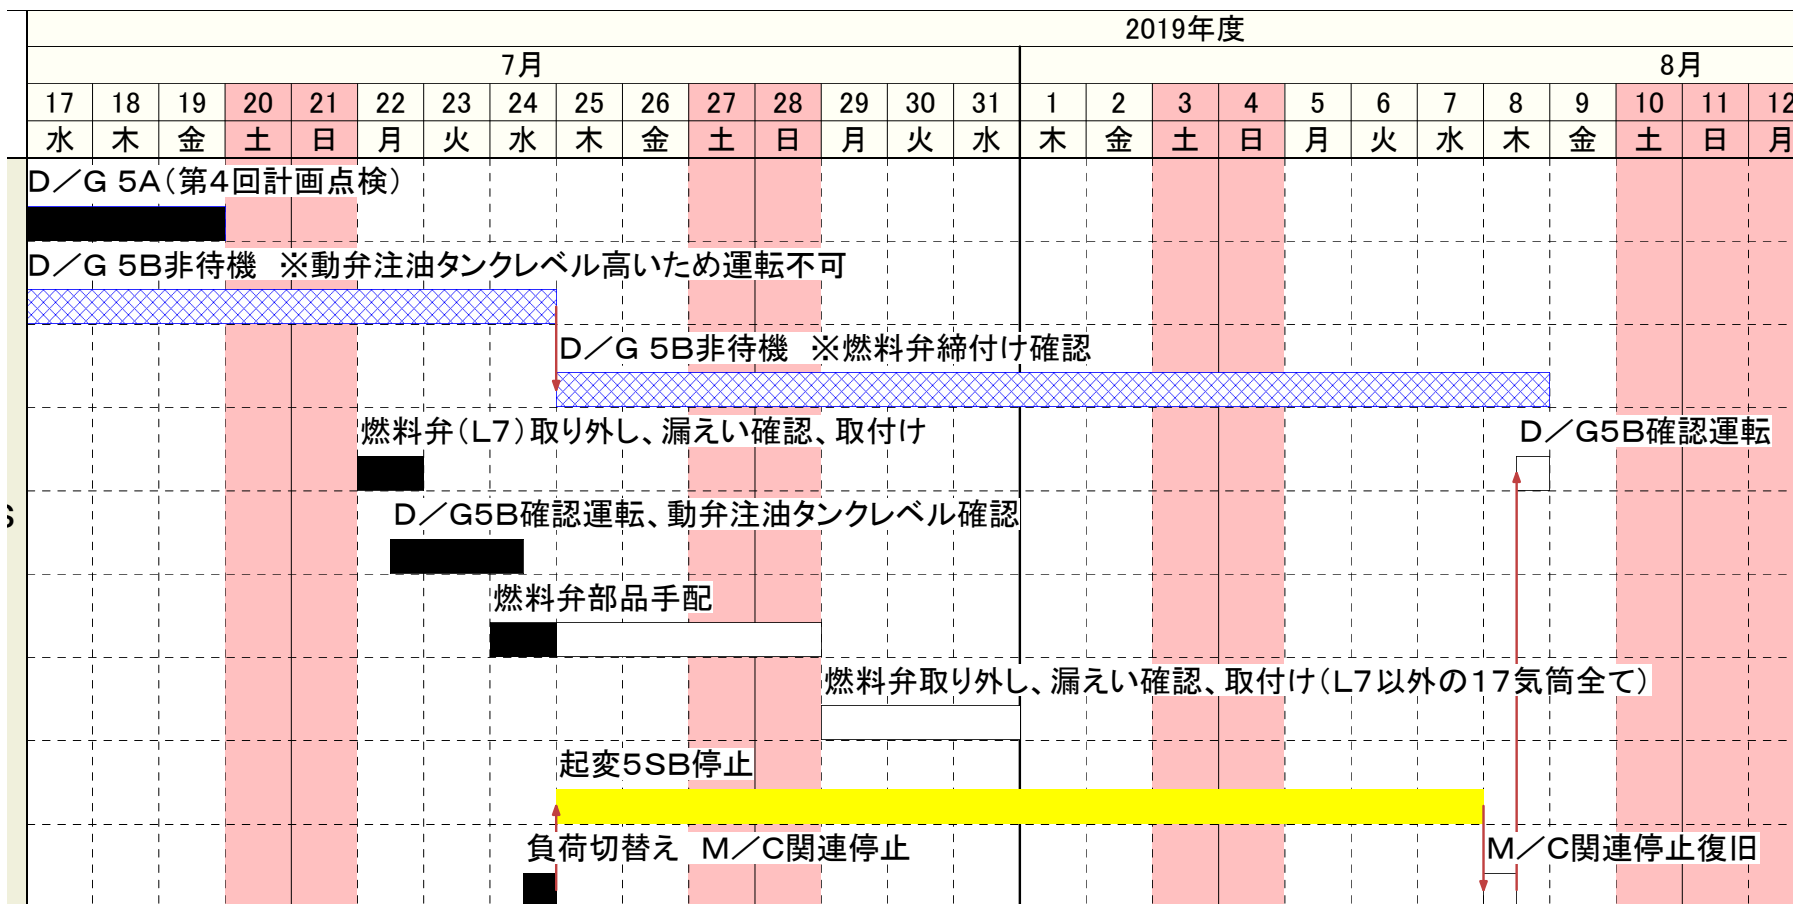 2019年度
7月 8月
17 18 19 20 21 22 23 24 25 26 27 28 29 30 31 1 2 3 4 5 6 7 8 9 10 11 12
水 木 金 土 日 月 火 水 木 金 土 日 月 火 水 木 金 土 日 月 火 水 木 金 土 日 月
D／G 5A（第4回計画点検）
D／G 5B非待機　※動弁注油タンクレベル高いため運転不可
D／G 5B非待機　※燃料弁締付け確認
燃料弁（L7）取り外し、漏えい確認、取付け
D／G5B確認運転
D／G5B確認運転、動弁注油タンクレベル確認
燃料弁部品手配
燃料弁取り外し、漏えい確認、取付け（L7以外の17気筒全て）
起変5SB停止
負荷切替え　M／C関連停止
M／C関連停止復旧